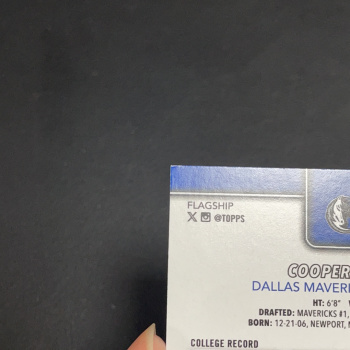 FLAGSHIP
X @TOPPS
COOPER
DALLAS MAVERI
HT: 6'8"
DRAFTED: MAVERICKS #1,
BORN: 12-21-06, NEWPORT,
COLLEGE RECORD